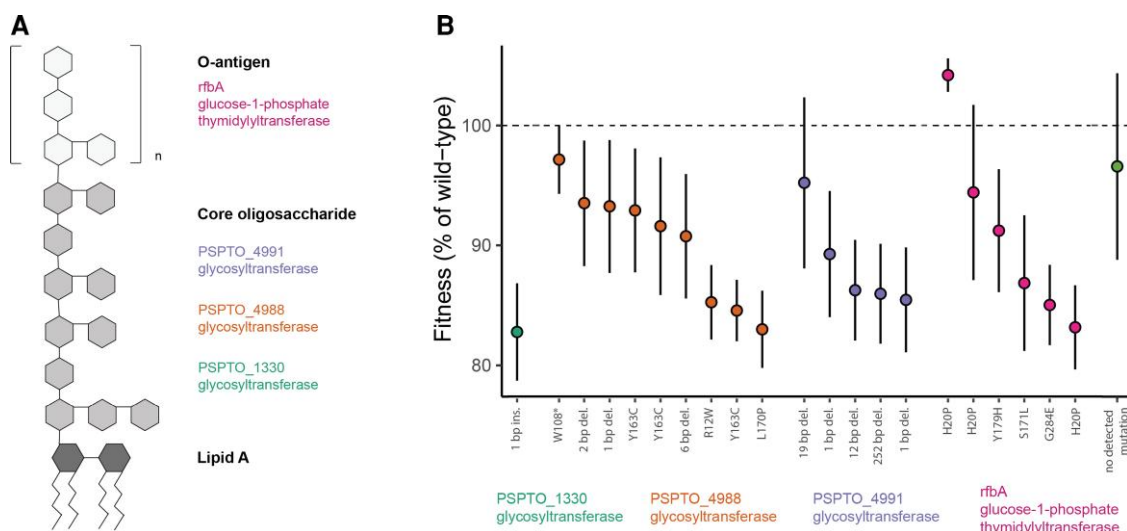 A
O-antigen
rfbA
glucose-1-phosphate
thymidylyltransferase
n
Core oligosaccharide
PSPTO_4991
glycosyltransferase
PSPTO_4988
glycosyltransferase
PSPTO_1330
glycosyltransferase
Lipid A
B
Fitness (% of wild-type)
100
90
80
1 bp ins.
W108*
2 bp del.
1 bp del.
Y163C
Y163C
6 bp del.
R12W
Y163C
L170P
19 bp del.
1 bp del.
12 bp del.
252 bp del.
1 bp del.
H20P
H20P
Y179H
S171L
G284E
H20P
no detected
mutation
PSPTO_1330
glycosyltransferase
PSPTO_4988
glycosyltransferase
PSPTO_4991
glycosyltransferase
rfbA
glucose-1-phosphate
thymidylyltransferase